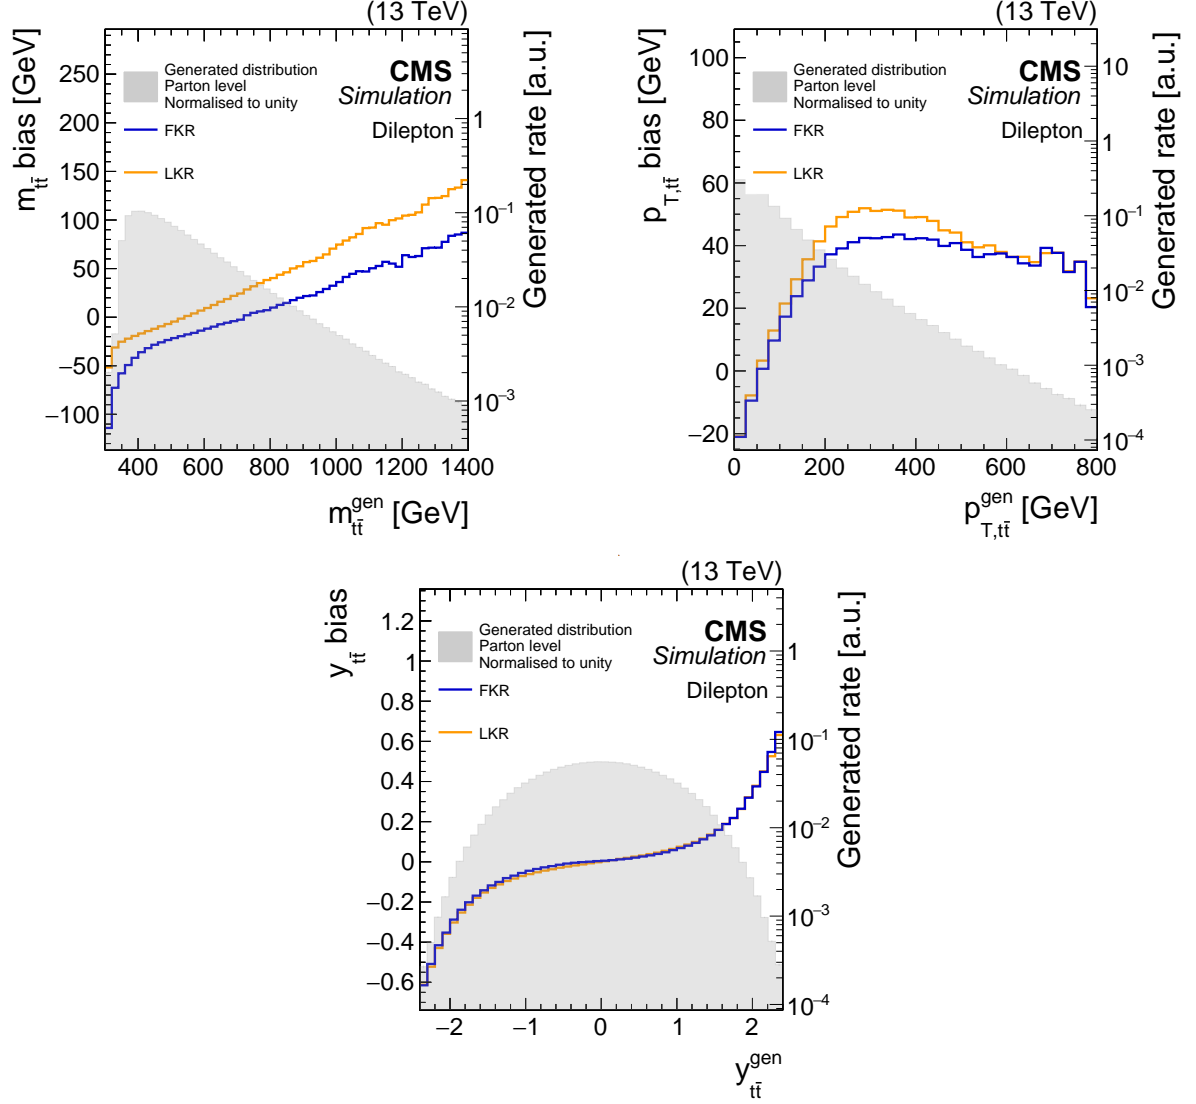 (13 TeV)
m_tt̄ bias [GeV]
250
200
150
100
50
0
−50
−100
Generated distribution
Parton level
Normalised to unity
FKR
LKR
CMS
Simulation
Dilepton
Generated rate [a.u.]
1
10^−1
10^−2
10^−3
400 600 800 1000 1200 1400
m_tt̄^gen [GeV]
(13 TeV)
p_T,tt̄ bias [GeV]
100
80
60
40
20
0
−20
Generated distribution
Parton level
Normalised to unity
FKR
LKR
CMS
Simulation
Dilepton
Generated rate [a.u.]
10
1
10^−1
10^−2
10^−3
10^−4
0 200 400 600 800
p_T,tt̄^gen [GeV]
(13 TeV)
y_tt̄ bias
1.2
1
0.8
0.6
0.4
0.2
0
−0.2
−0.4
−0.6
Generated distribution
Parton level
Normalised to unity
FKR
LKR
CMS
Simulation
Dilepton
Generated rate [a.u.]
1
10^−1
10^−2
10^−3
10^−4
−2 −1 0 1 2
y_tt̄^gen